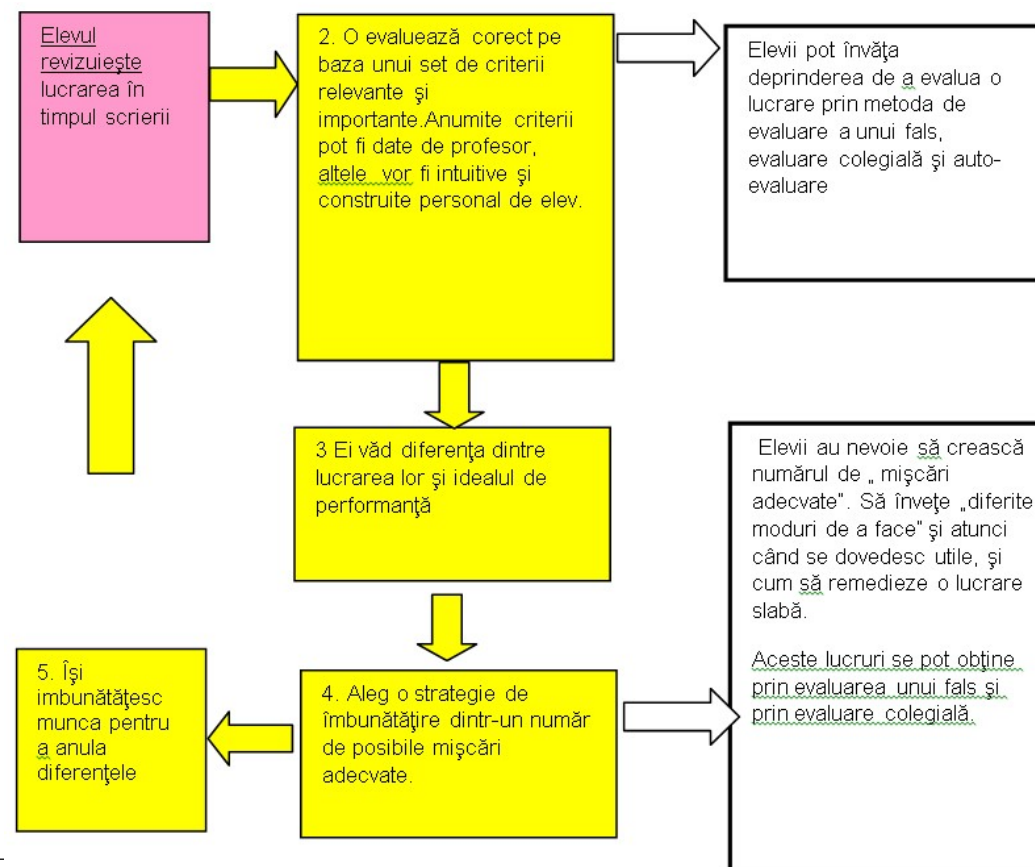 Elevul
revizuieşte
lucrarea în
timpul scrierii
2. O evaluează corect pe
baza unui set de criterii
relevante şi
importante.Anumite criterii
pot fi date de profesor,
altele vor fi intuitive şi
construite personal de elev.
Elevii pot învăţa
deprinderea de a evalua o
lucrare prin metoda de
evaluare a unui fals,
evaluare colegială şi auto-
evaluare
3 Ei văd diferenţa dintre
lucrarea lor şi idealul de
performanţă
Elevii au nevoie să crească
numărul de „ mişcări
adecvate”. Să înveţe „diferite
moduri de a face” şi atunci
când se dovedesc utile, şi
cum să remedieze o lucrare
slabă.
Aceste lucruri se pot obţine
prin evaluarea unui fals şi
prin evaluare colegială.
4. Aleg o strategie de
îmbunătăţire dintr-un număr
de posibile mişcări
adecvate.
5. Îşi
imbunătăţesc
munca pentru
a anula
diferenţele